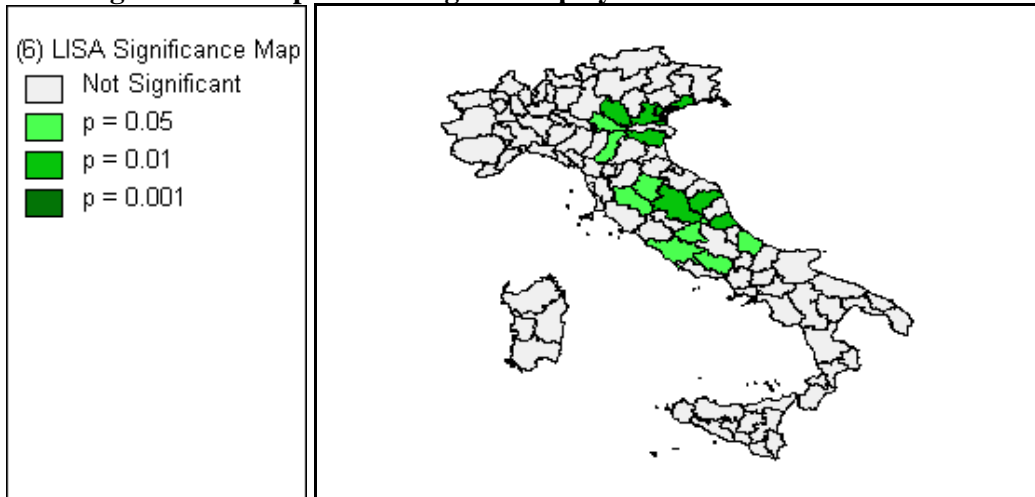 (6) LISA Significance Map
Not Significant
p = 0.05
p = 0.01
p = 0.001